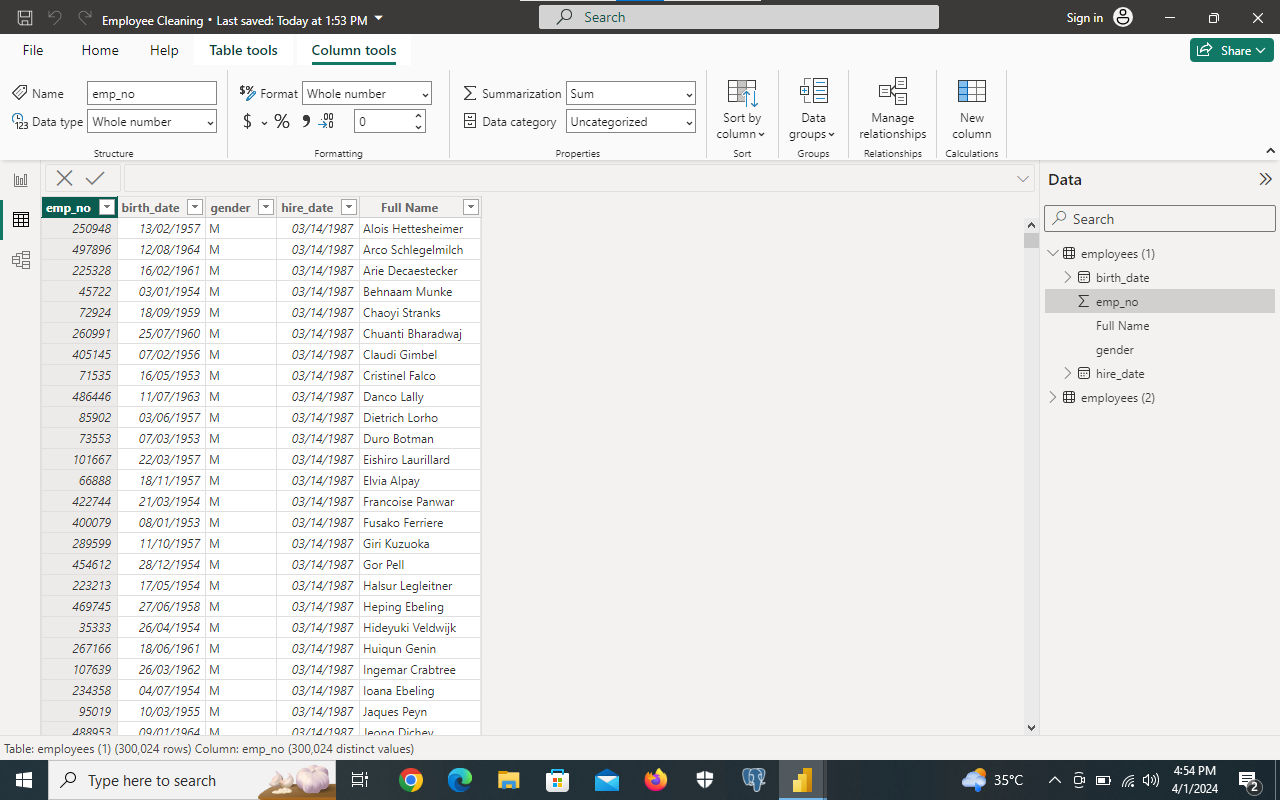 Employee Cleaning • Last saved: Today at 1:53 PM
Search
Sign in
File Home Help Table tools Column tools
Share
Name emp_no
Data type Whole number
Structure
$% Format Whole number
$ % 9 .00 0
Formatting
Summarization Sum
Data category Uncategorized
Properties
Sort by column
Sort
Data groups
Groups
Manage relationships
Relationships
New column
Calculations
Data
Search
employees (1)
birth_date
emp_no
Full Name
gender
hire_date
employees (2)
emp_no birth_date gender hire_date Full Name
250948 13/02/1957 M 03/14/1987 Alois Hettesheimer
497896 12/08/1964 M 03/14/1987 Arco Schlegelmilch
225328 16/02/1961 M 03/14/1987 Arie Decaestecker
45722 03/01/1954 M 03/14/1987 Behnaam Munke
72924 18/09/1959 M 03/14/1987 Chaoyi Stranks
260991 25/07/1960 M 03/14/1987 Chuanti Bharadwaj
405145 07/02/1956 M 03/14/1987 Claudi Gimbel
71535 16/05/1953 M 03/14/1987 Cristinel Falco
486446 11/07/1963 M 03/14/1987 Danco Lally
85902 03/06/1957 M 03/14/1987 Dietrich Lorho
73553 07/03/1953 M 03/14/1987 Duro Botman
101667 22/03/1957 M 03/14/1987 Eishiro Laurillard
66888 18/11/1957 M 03/14/1987 Elvia Alpay
422744 21/03/1954 M 03/14/1987 Francoise Panwar
400079 08/01/1953 M 03/14/1987 Fusako Ferriere
289599 11/10/1957 M 03/14/1987 Giri Kuzuoka
454612 28/12/1954 M 03/14/1987 Gor Pell
223213 17/05/1954 M 03/14/1987 Halsur Legleitner
469745 27/06/1958 M 03/14/1987 Heping Ebeling
35333 26/04/1954 M 03/14/1987 Hideyuki Veldwijk
267166 18/06/1961 M 03/14/1987 Huiqun Genin
107639 26/03/1962 M 03/14/1987 Ingemar Crabtree
234358 04/07/1954 M 03/14/1987 Ioana Ebeling
95019 10/03/1955 M 03/14/1987 Jaques Peyn
488953 09/01/1964 M 03/14/1987 Jeong Dichev
Table: employees (1) (300,024 rows) Column: emp_no (300,024 distinct values)
Type here to search
35°C
4:54 PM
4/1/2024
2